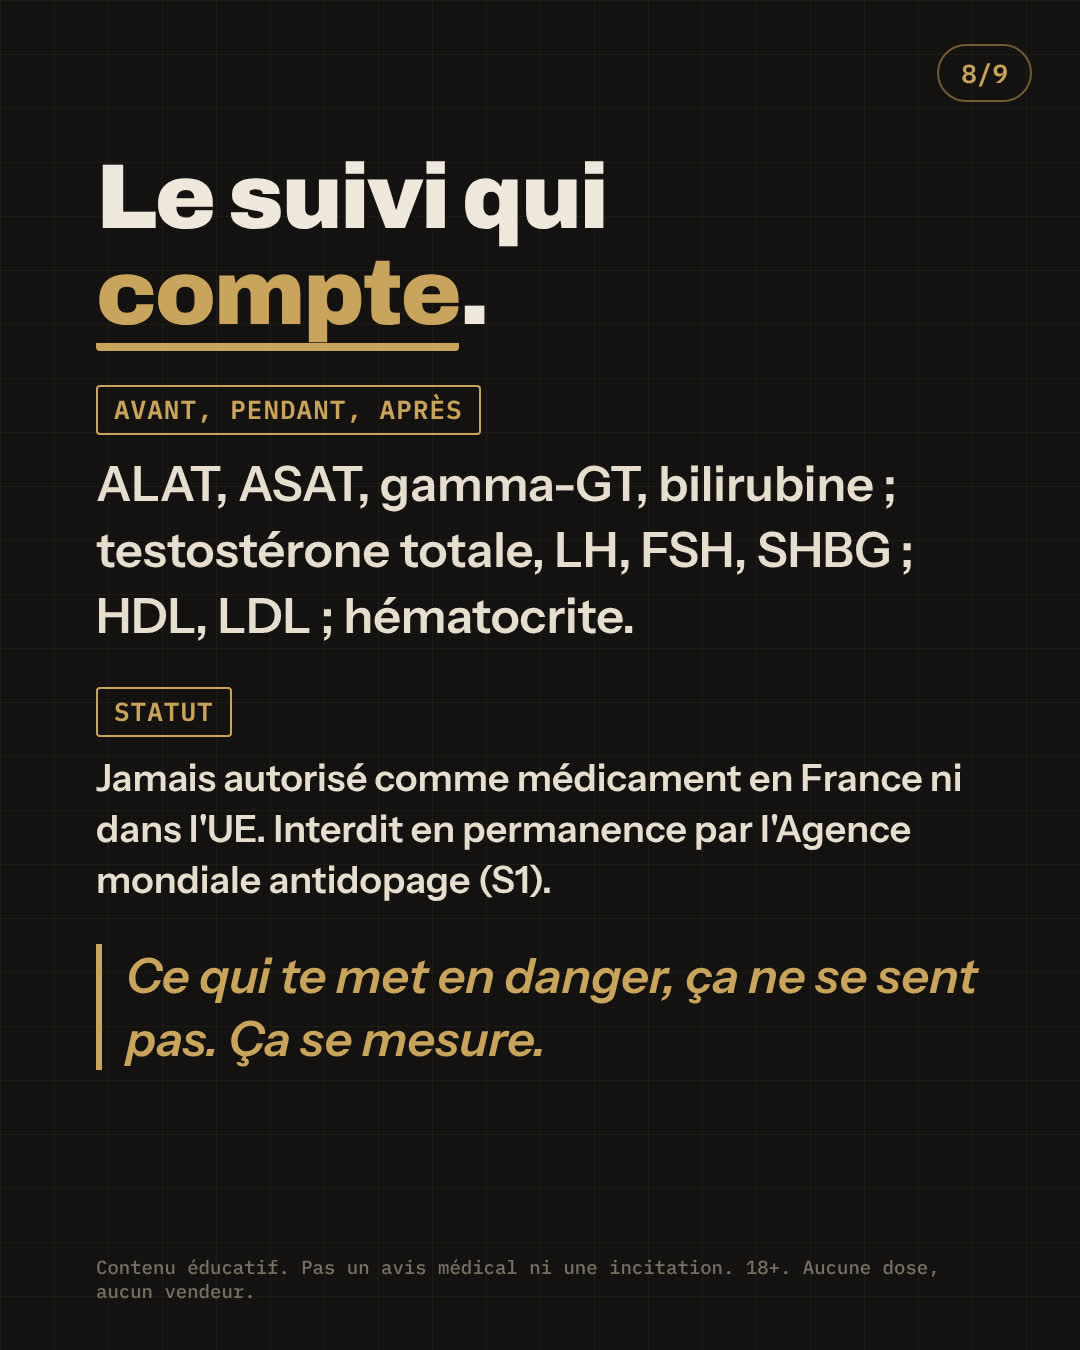 8/9
Le suivi qui
compte.
AVANT, PENDANT, APRÈS
ALAT, ASAT, gamma-GT, bilirubine ;
testostérone totale, LH, FSH, SHBG ;
HDL, LDL ; hématocrite.
STATUT
Jamais autorisé comme médicament en France ni
dans l'UE. Interdit en permanence par l'Agence
mondiale antidopage (S1).
Ce qui te met en danger, ça ne se sent
pas. Ça se mesure.
Contenu éducatif. Pas un avis médical ni une incitation. 18+. Aucune dose,
aucun vendeur.